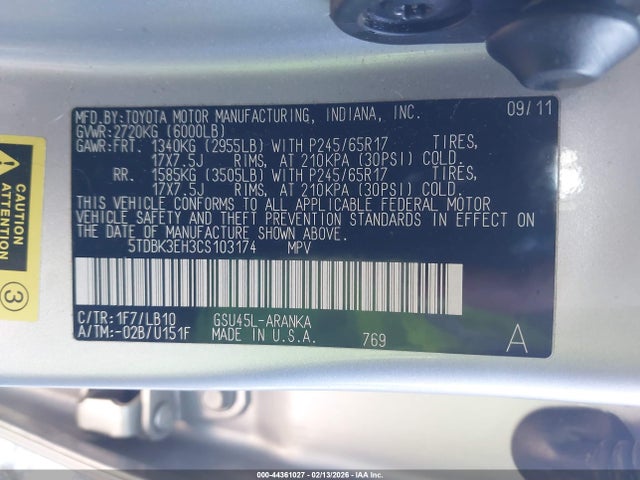 MFD.BY:TOYOTA MOTOR MANUFACTURING, INDIANA, INC. 09/11
GVWR:2720KG (6000LB)
GAWR:FRT. 1340KG (2955LB) WITH P245/65R17 TIRES,
17X7.5J RIMS, AT 210KPA (30PSI) COLD.
RR. 1585KG (3505LB) WITH P245/65R17 TIRES,
17X7.5J RIMS, AT 210KPA (30PSI) COLD.
THIS VEHICLE CONFORMS TO ALL APPLICABLE FEDERAL MOTOR
VEHICLE SAFETY AND THEFT PREVENTION STANDARDS IN EFFECT ON
THE DATE OF MANUFACTURE SHOWN ABOVE.
5TDBK3EH3CS103174 MPV
C/TR:1F7/LB10 GSU45L-ARANKA
A/TM:-02B/U151F MADE IN U.S.A. 769 A
3
000-44361027 - 02/13/2026 - COPYRIGHT IAA, LLC.